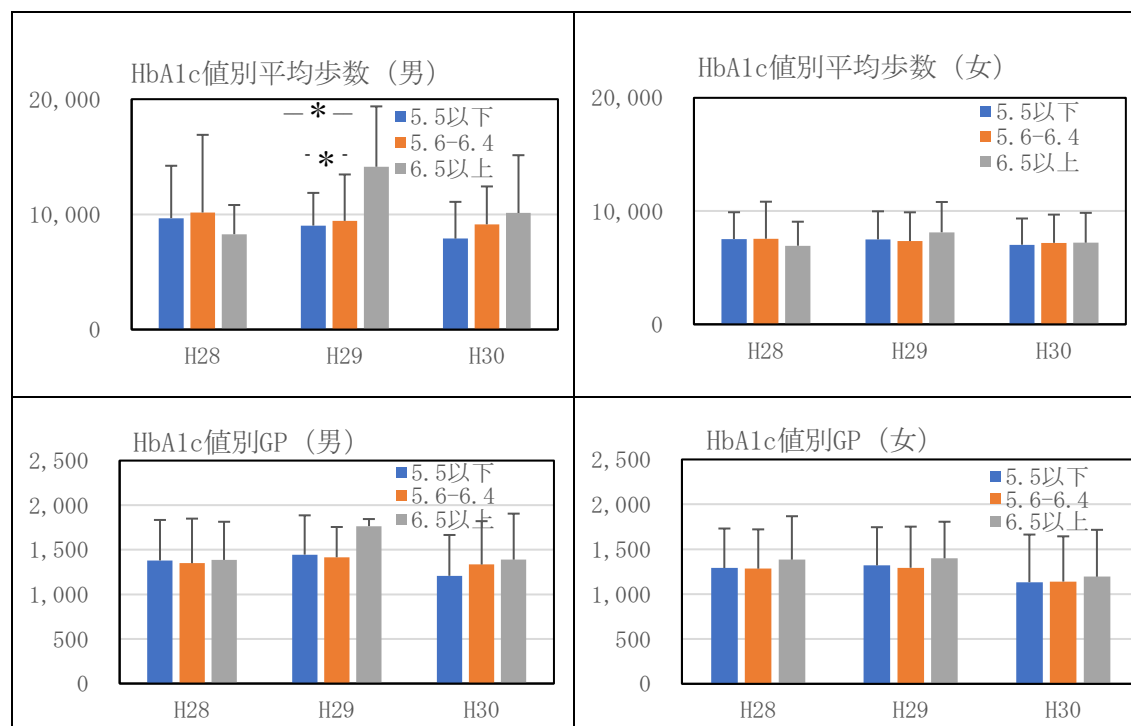 HbA1c値別平均歩数（男）
20,000
10,000
0
―*―
-*-
5.5以下
5.6-6.4
6.5以上
H28 H29 H30
HbA1c値別平均歩数（女）
20,000
10,000
0
5.5以下
5.6-6.4
6.5以上
H28 H29 H30
HbA1c値別GP（男）
2,500
2,000
1,500
1,000
500
0
5.5以下
5.6-6.4
6.5以上
H28 H29 H30
HbA1c値別GP（女）
2,500
2,000
1,500
1,000
500
0
5.5以下
5.6-6.4
6.5以上
H28 H29 H30